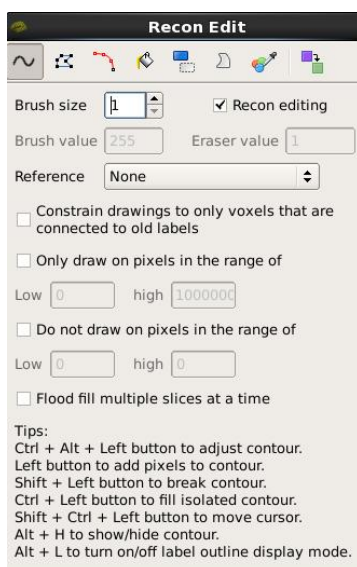 Recon Edit
Brush size 1 Recon editing
Brush value 255 Eraser value 1
Reference None
Constrain drawings to only voxels that are
connected to old labels
Only draw on pixels in the range of
Low 0 high 1000000
Do not draw on pixels in the range of
Low 0 high 0
Flood fill multiple slices at a time
Tips:
Ctrl + Alt + Left button to adjust contour.
Left button to add pixels to contour.
Shift + Left button to break contour.
Ctrl + Left button to fill isolated contour.
Shift + Ctrl + Left button to move cursor.
Alt + H to show/hide contour.
Alt + L to turn on/off label outline display mode.